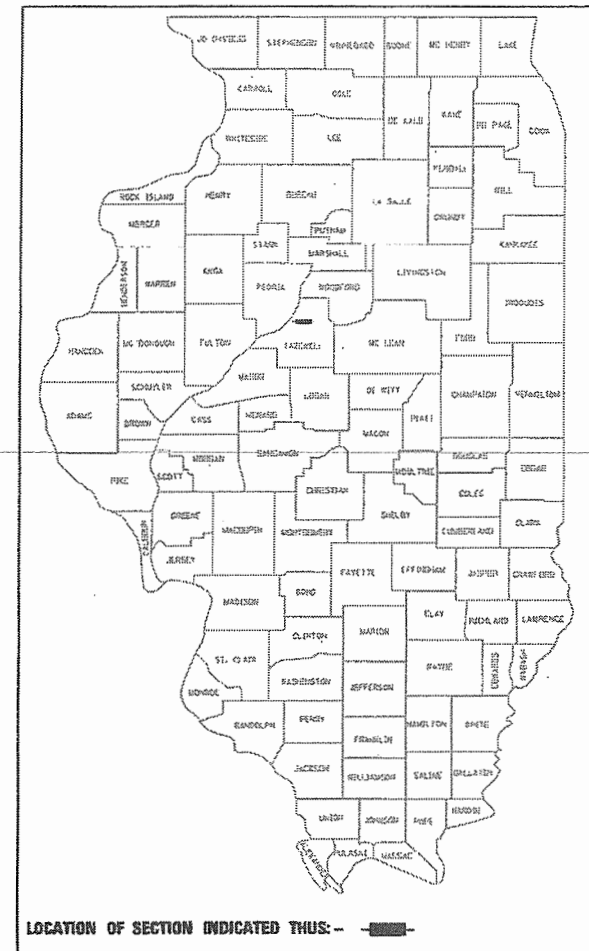 JO DAVIESS STEPHENSON WINNEBAGO BOONE MC HENRY LAKE
CARROLL OGLE DE KALB KANE DU PAGE COOK
WHITESIDE LEE KENDALL
ROCK ISLAND HENRY BUREAU LA SALLE GRUNDY WILL
MERCER PUTNAM KANKAKEE
STARK MARSHALL LIVINGSTON
HENDERSON WARREN KNOX PEORIA WOODFORD IROQUOIS
HANCOCK MC DONOUGH FULTON TAZEWELL MC LEAN FORD
SCHUYLER MASON LOGAN DE WITT CHAMPAIGN VERMILION
ADAMS BROWN CASS MENARD MACON PIATT
PIKE SCOTT MORGAN SANGAMON MOULTRIE DOUGLAS EDGAR
CHRISTIAN COLES
GREENE MACOUPIN MONTGOMERY SHELBY CUMBERLAND CLARK
CALHOUN JERSEY FAYETTE EFFINGHAM JASPER CRAWFORD
MADISON BOND CLAY RICHLAND LAWRENCE
CLINTON MARION
ST. CLAIR WASHINGTON WAYNE EDWARDS WABASH
MONROE JEFFERSON
RANDOLPH PERRY HAMILTON WHITE
FRANKLIN
JACKSON WILLIAMSON SALINE GALLATIN
UNION JOHNSON POPE HARDIN
ALEXANDER PULASKI MASSAC
LOCATION OF SECTION INDICATED THUS: -